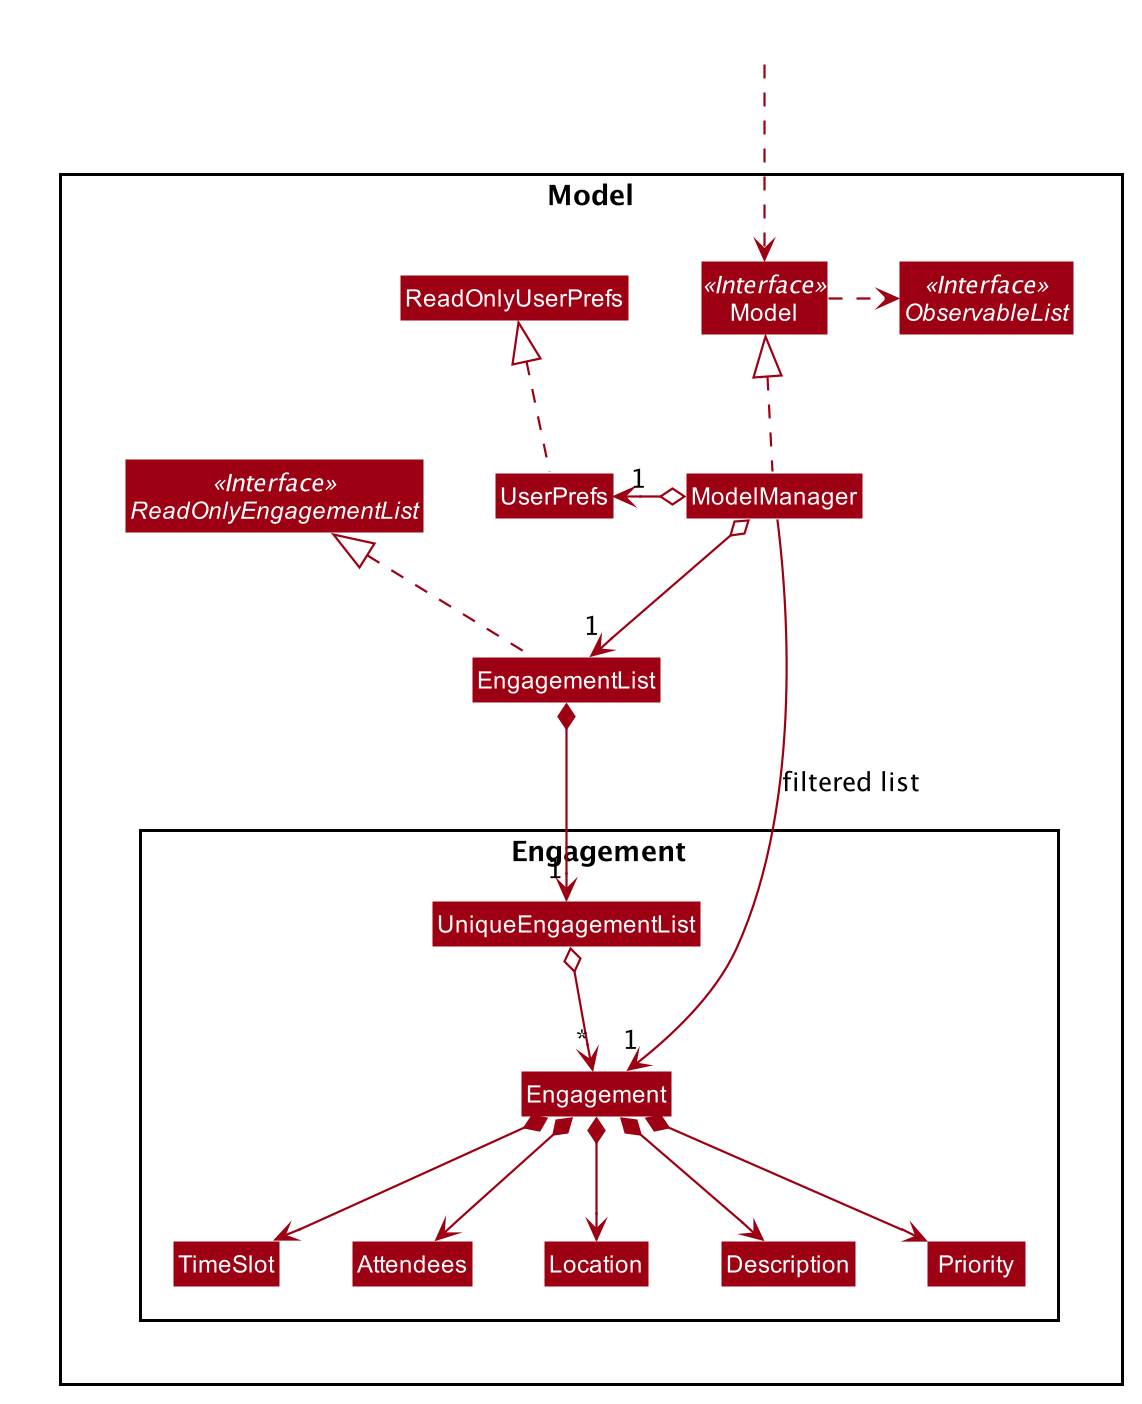 Model
ReadOnlyUserPrefs
«Interface»
Model
«Interface»
ObservableList
«Interface»
ReadOnlyEngagementList
UserPrefs
1
ModelManager
1
EngagementList
filtered list
Engagement
1
UniqueEngagementList
*
1
Engagement
TimeSlot
Attendees
Location
Description
Priority